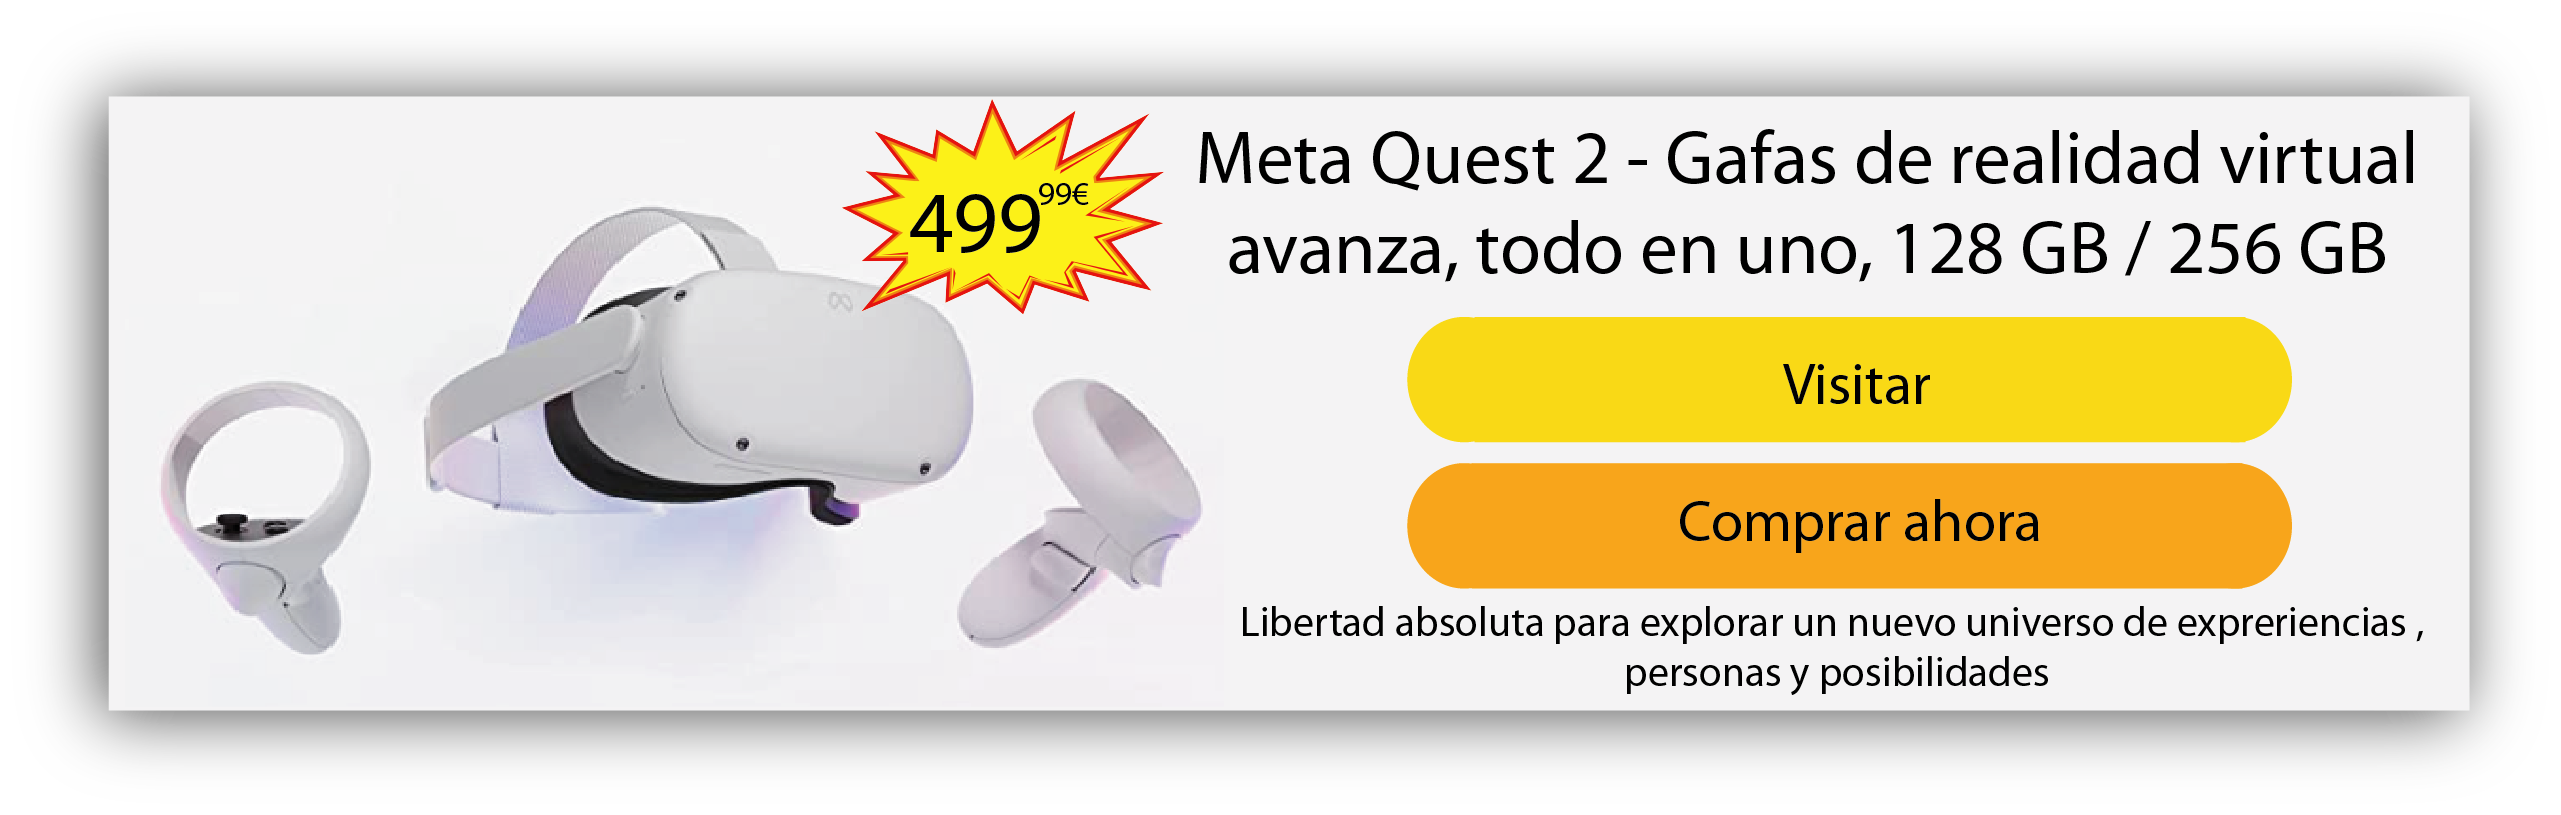 499 99€
Meta Quest 2 - Gafas de realidad virtual
avanza, todo en uno, 128 GB / 256 GB
Visitar
Comprar ahora
Libertad absoluta para explorar un nuevo universo de expreriencias ,
personas y posibilidades